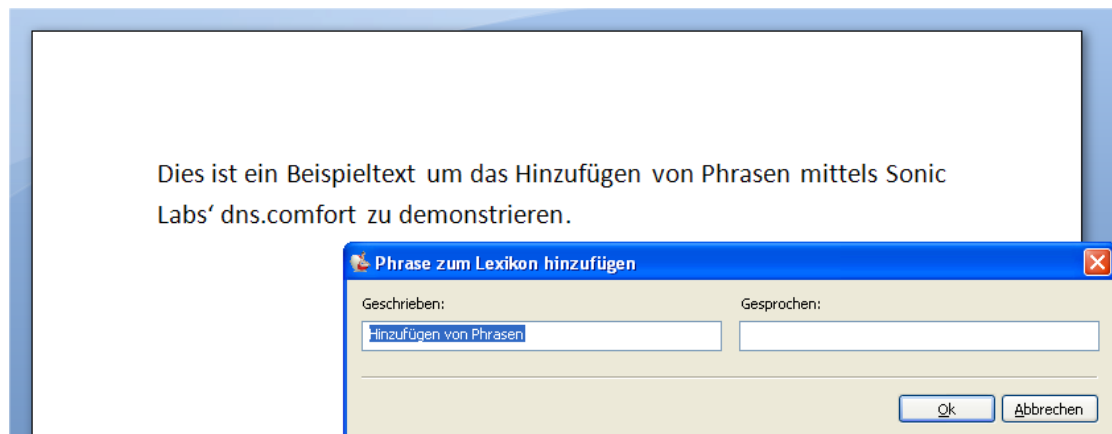 Dies ist ein Beispieltext um das Hinzufügen von Phrasen mittels Sonic
Labs‘ dns.comfort zu demonstrieren.
Phrase zum Lexikon hinzufügen
Geschrieben: Gesprochen:
Hinzufügen von Phrasen
Ok Abbrechen